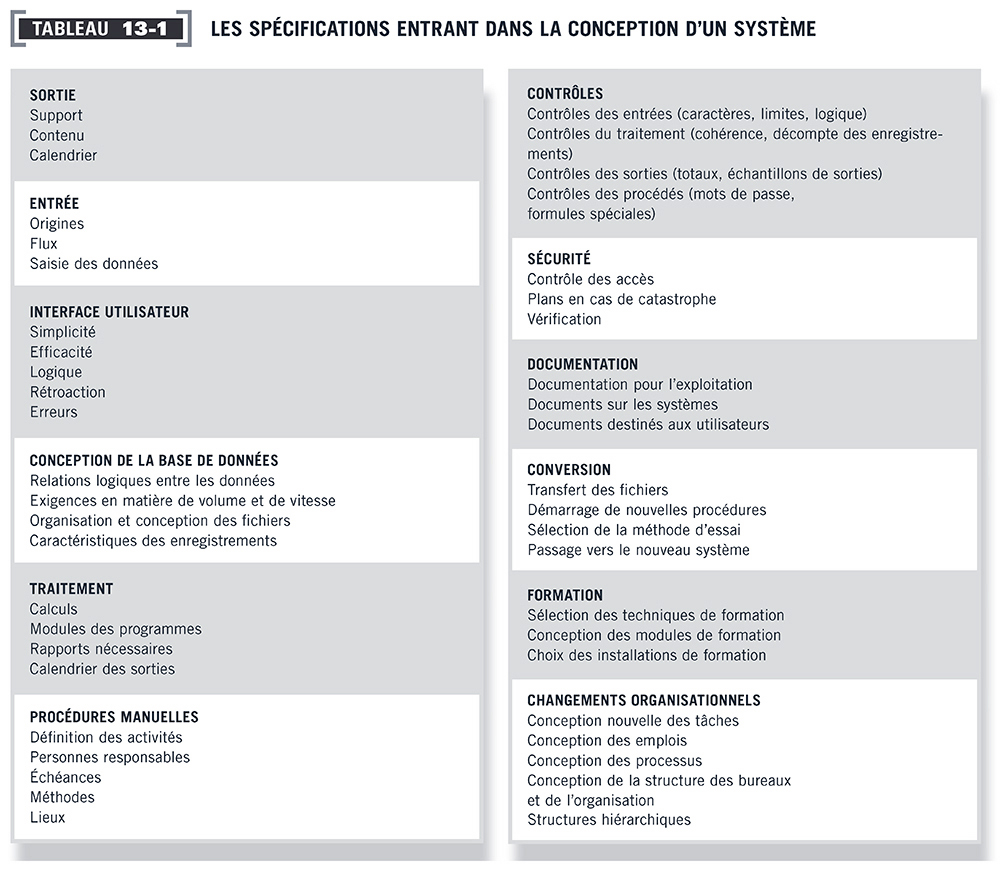 TABLEAU 13-1
LES SPÉCIFICATIONS ENTRANT DANS LA CONCEPTION D'UN SYSTÈME
SORTIE
Support
Contenu
Calendrier
ENTRÉE
Origines
Flux
Saisie des données
INTERFACE UTILISATEUR
Simplicité
Efficacité
Logique
Rétroaction
Erreurs
CONCEPTION DE LA BASE DE DONNÉES
Relations logiques entre les données
Exigences en matière de volume et de vitesse
Organisation et conception des fichiers
Caractéristiques des enregistrements
TRAITEMENT
Calculs
Modules des programmes
Rapports nécessaires
Calendrier des sorties
PROCÉDURES MANUELLES
Définition des activités
Personnes responsables
Échéances
Méthodes
Lieux
CONTRÔLES
Contrôles des entrées (caractères, limites, logique)
Contrôles du traitement (cohérence, décompte des enregistre-
ments)
Contrôles des sorties (totaux, échantillons de sorties)
Contrôles des procédés (mots de passe,
formules spéciales)
SÉCURITÉ
Contrôle des accès
Plans en cas de catastrophe
Vérification
DOCUMENTATION
Documentation pour l'exploitation
Documents sur les systèmes
Documents destinés aux utilisateurs
CONVERSION
Transfert des fichiers
Démarrage de nouvelles procédures
Sélection de la méthode d'essai
Passage vers le nouveau système
FORMATION
Sélection des techniques de formation
Conception des modules de formation
Choix des installations de formation
CHANGEMENTS ORGANISATIONNELS
Conception nouvelle des tâches
Conception des emplois
Conception des processus
Conception de la structure des bureaux
et de l'organisation
Structures hiérarchiques